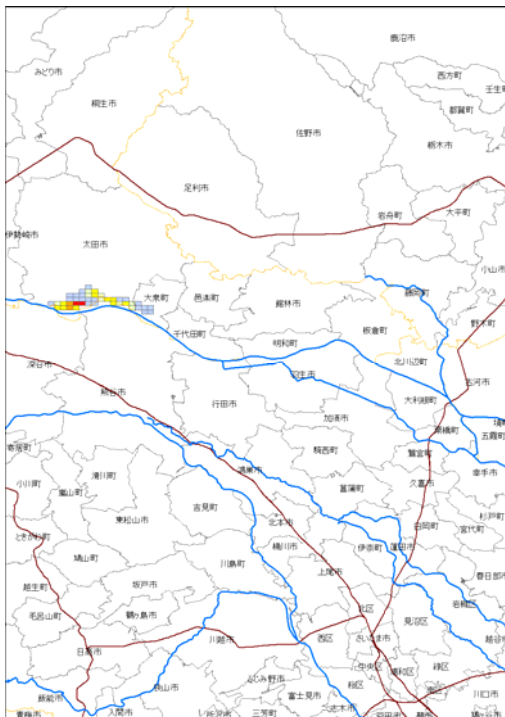 鹿沼市
みどり市
西方町
桐生市
都賀町
佐野市
栃木市
足利市
岩舟町
大平町
伊勢崎市
太田市
小山市
大泉町
邑楽町
館林市
藤岡町
野木町
千代田町
板倉町
明和町
深谷市
北川辺町
羽生市
古河市
熊谷市
行田市
大利根町
加須市
栗橋町
五霞町
騎西町
鷲宮町
寄居町
鴻巣市
幸手市
小川町
滑川町
嵐山町
菖蒲町
久喜市
吉見町
杉戸町
東松山市
北本市
白岡町
宮代町
ときがわ町
桶川市
伊奈町
蓮田市
鳩山町
川島町
上尾市
春日部市
越生町
坂戸市
岩槻区
毛呂山町
鶴ヶ島市
北区
見沼区
川越市
西区
さいたま市
日高市
中央区
浦和区
緑区
ふじみ野市
桜区
飯能市
狭山市
富士見市
川口市
入間市
三芳町
志木市